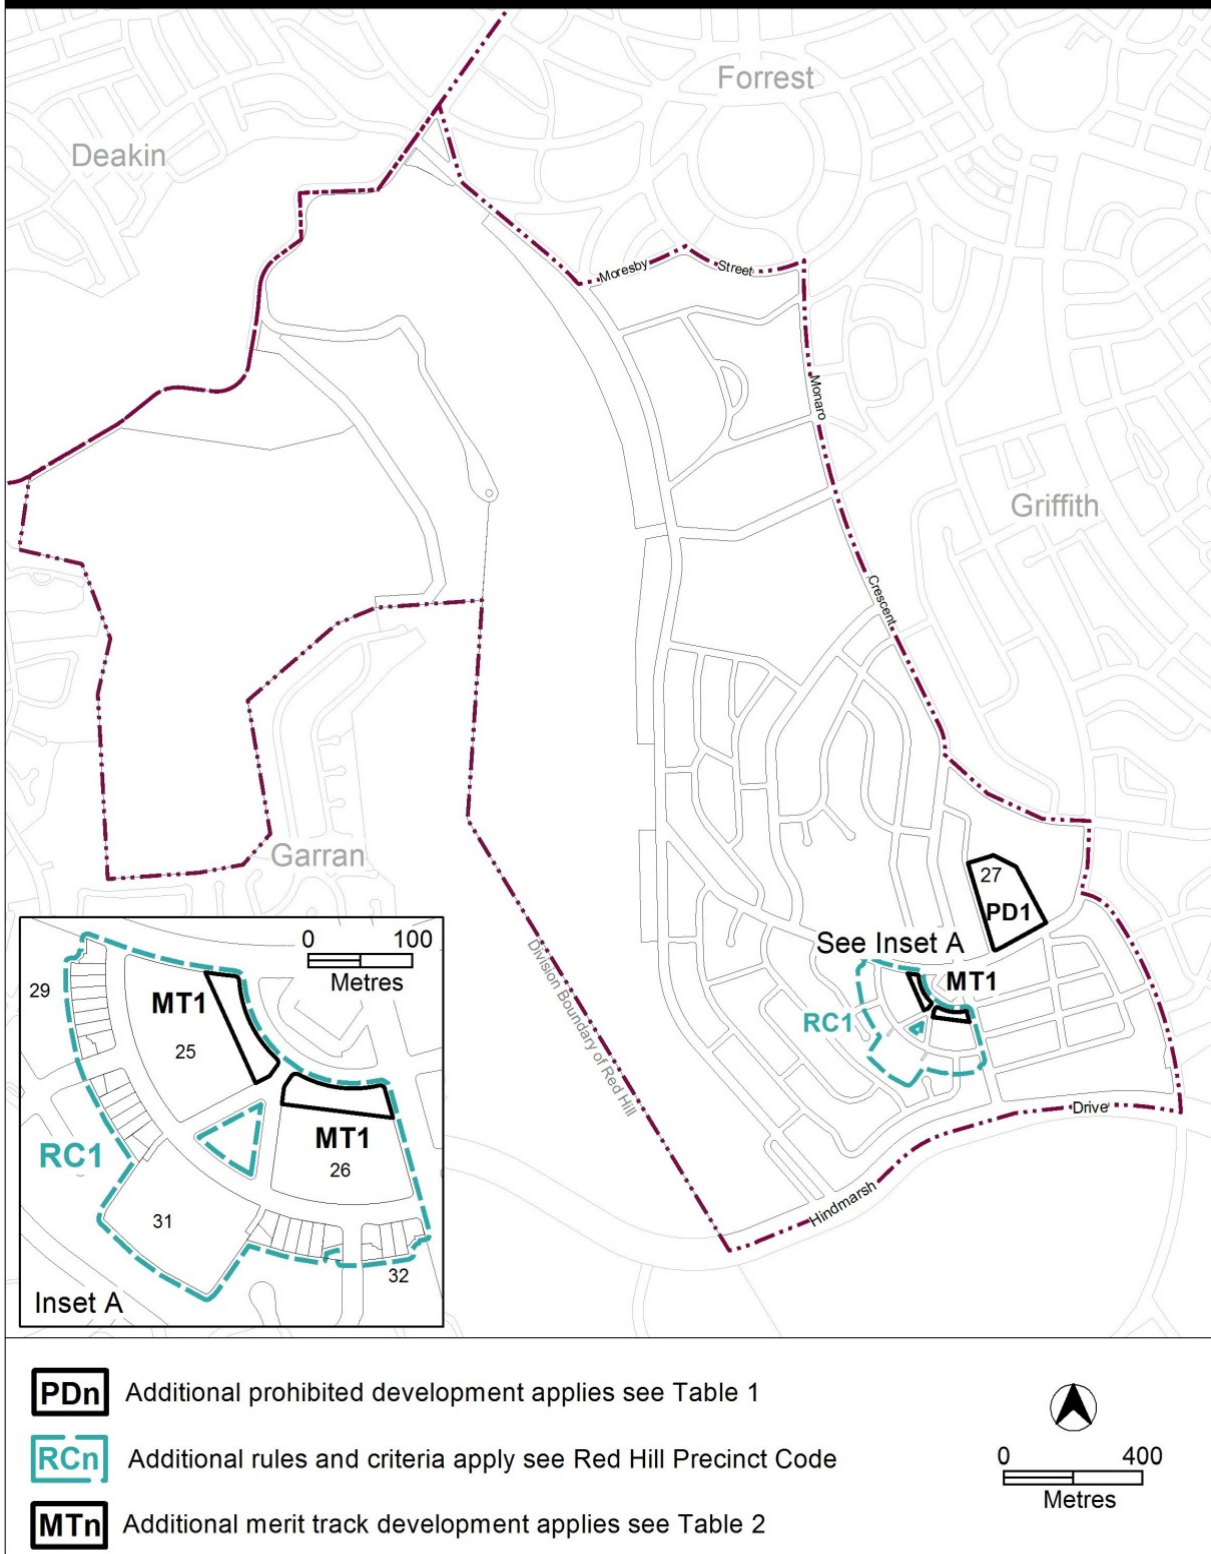 Forrest
Deakin
Moresby
Street
Monaro
Griffith
Crescent
Garran
27
PD1
See Inset A
MT1
RC1
Division Boundary of Red Hill
Drive
Hindmarsh
0 100
Metres
29
MT1
25
RC1
MT1
26
31
32
Inset A
PDn Additional prohibited development applies see Table 1
RCn Additional rules and criteria apply see Red Hill Precinct Code
MTn Additional merit track development applies see Table 2
0 400
Metres